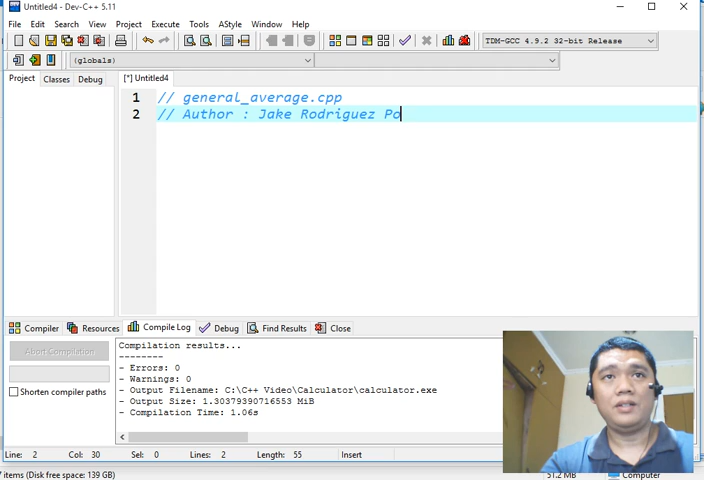 Untitled4 - Dev-C++ 5.11
File Edit Search View Project Execute Tools AStyle Window Help
TDM-GCC 4.9.2 32-bit Release
(globals)
Project Classes Debug
[*] Untitled4
1 // general_average.cpp
2 // Author : Jake Rodriguez Po
Compiler Resources Compile Log Debug Find Results Close
Abort Compilation
Shorten compiler paths
Compilation results...
--------
- Errors: 0
- Warnings: 0
- Output Filename: C:\C++ Video\Calculator\calculator.exe
- Output Size: 1.30379390716553 MiB
- Compilation Time: 1.06s
Line: 2 Col: 30 Sel: 0 Lines: 2 Length: 55 Insert
items (Disk free space: 139 GB) 51.2 MB Computer